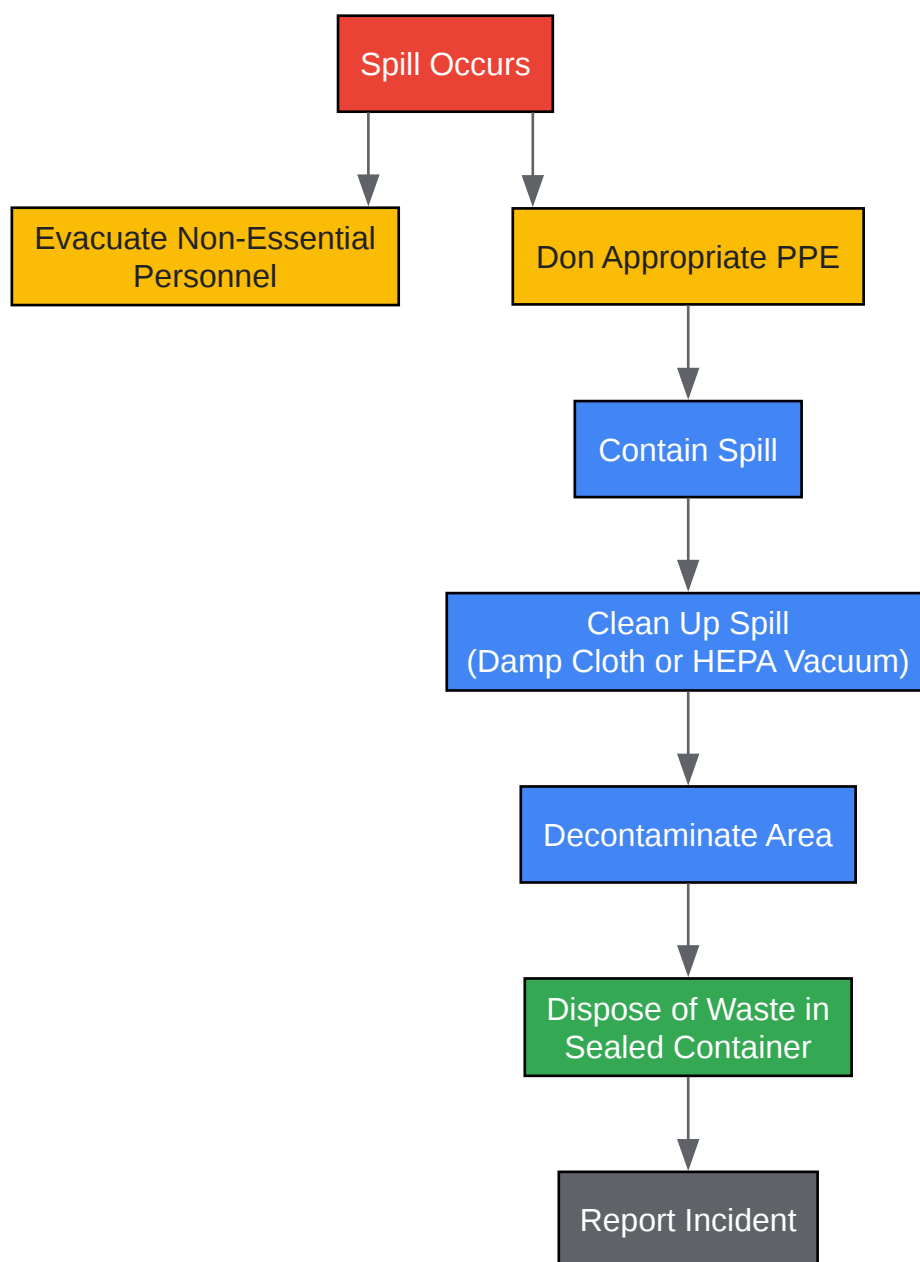 Spill Occurs
Evacuate Non-Essential
Personnel
Don Appropriate PPE
Contain Spill
Clean Up Spill
(Damp Cloth or HEPA Vacuum)
Decontaminate Area
Dispose of Waste in
Sealed Container
Report Incident